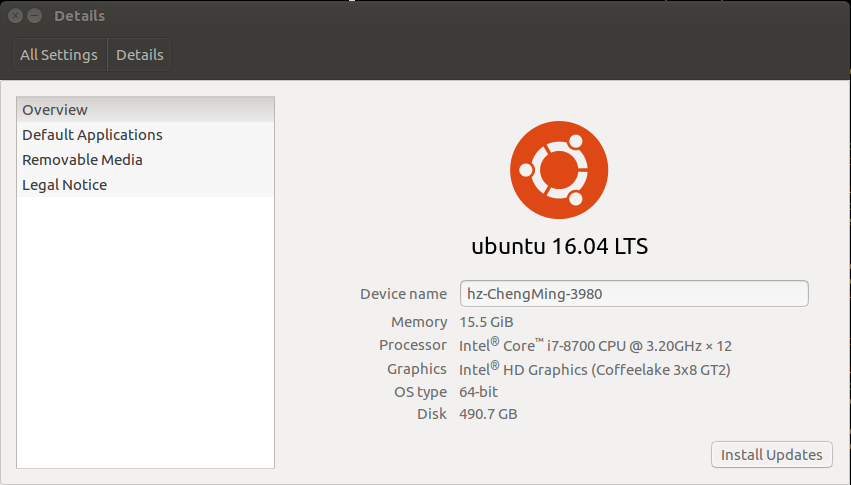 Details
All Settings Details
Overview
Default Applications
Removable Media
Legal Notice
ubuntu 16.04 LTS
Device name hz-ChengMing-3980
Memory 15.5 GiB
Processor Intel® Core™ i7-8700 CPU @ 3.20GHz × 12
Graphics Intel® HD Graphics (Coffeelake 3x8 GT2)
OS type 64-bit
Disk 490.7 GB
Install Updates